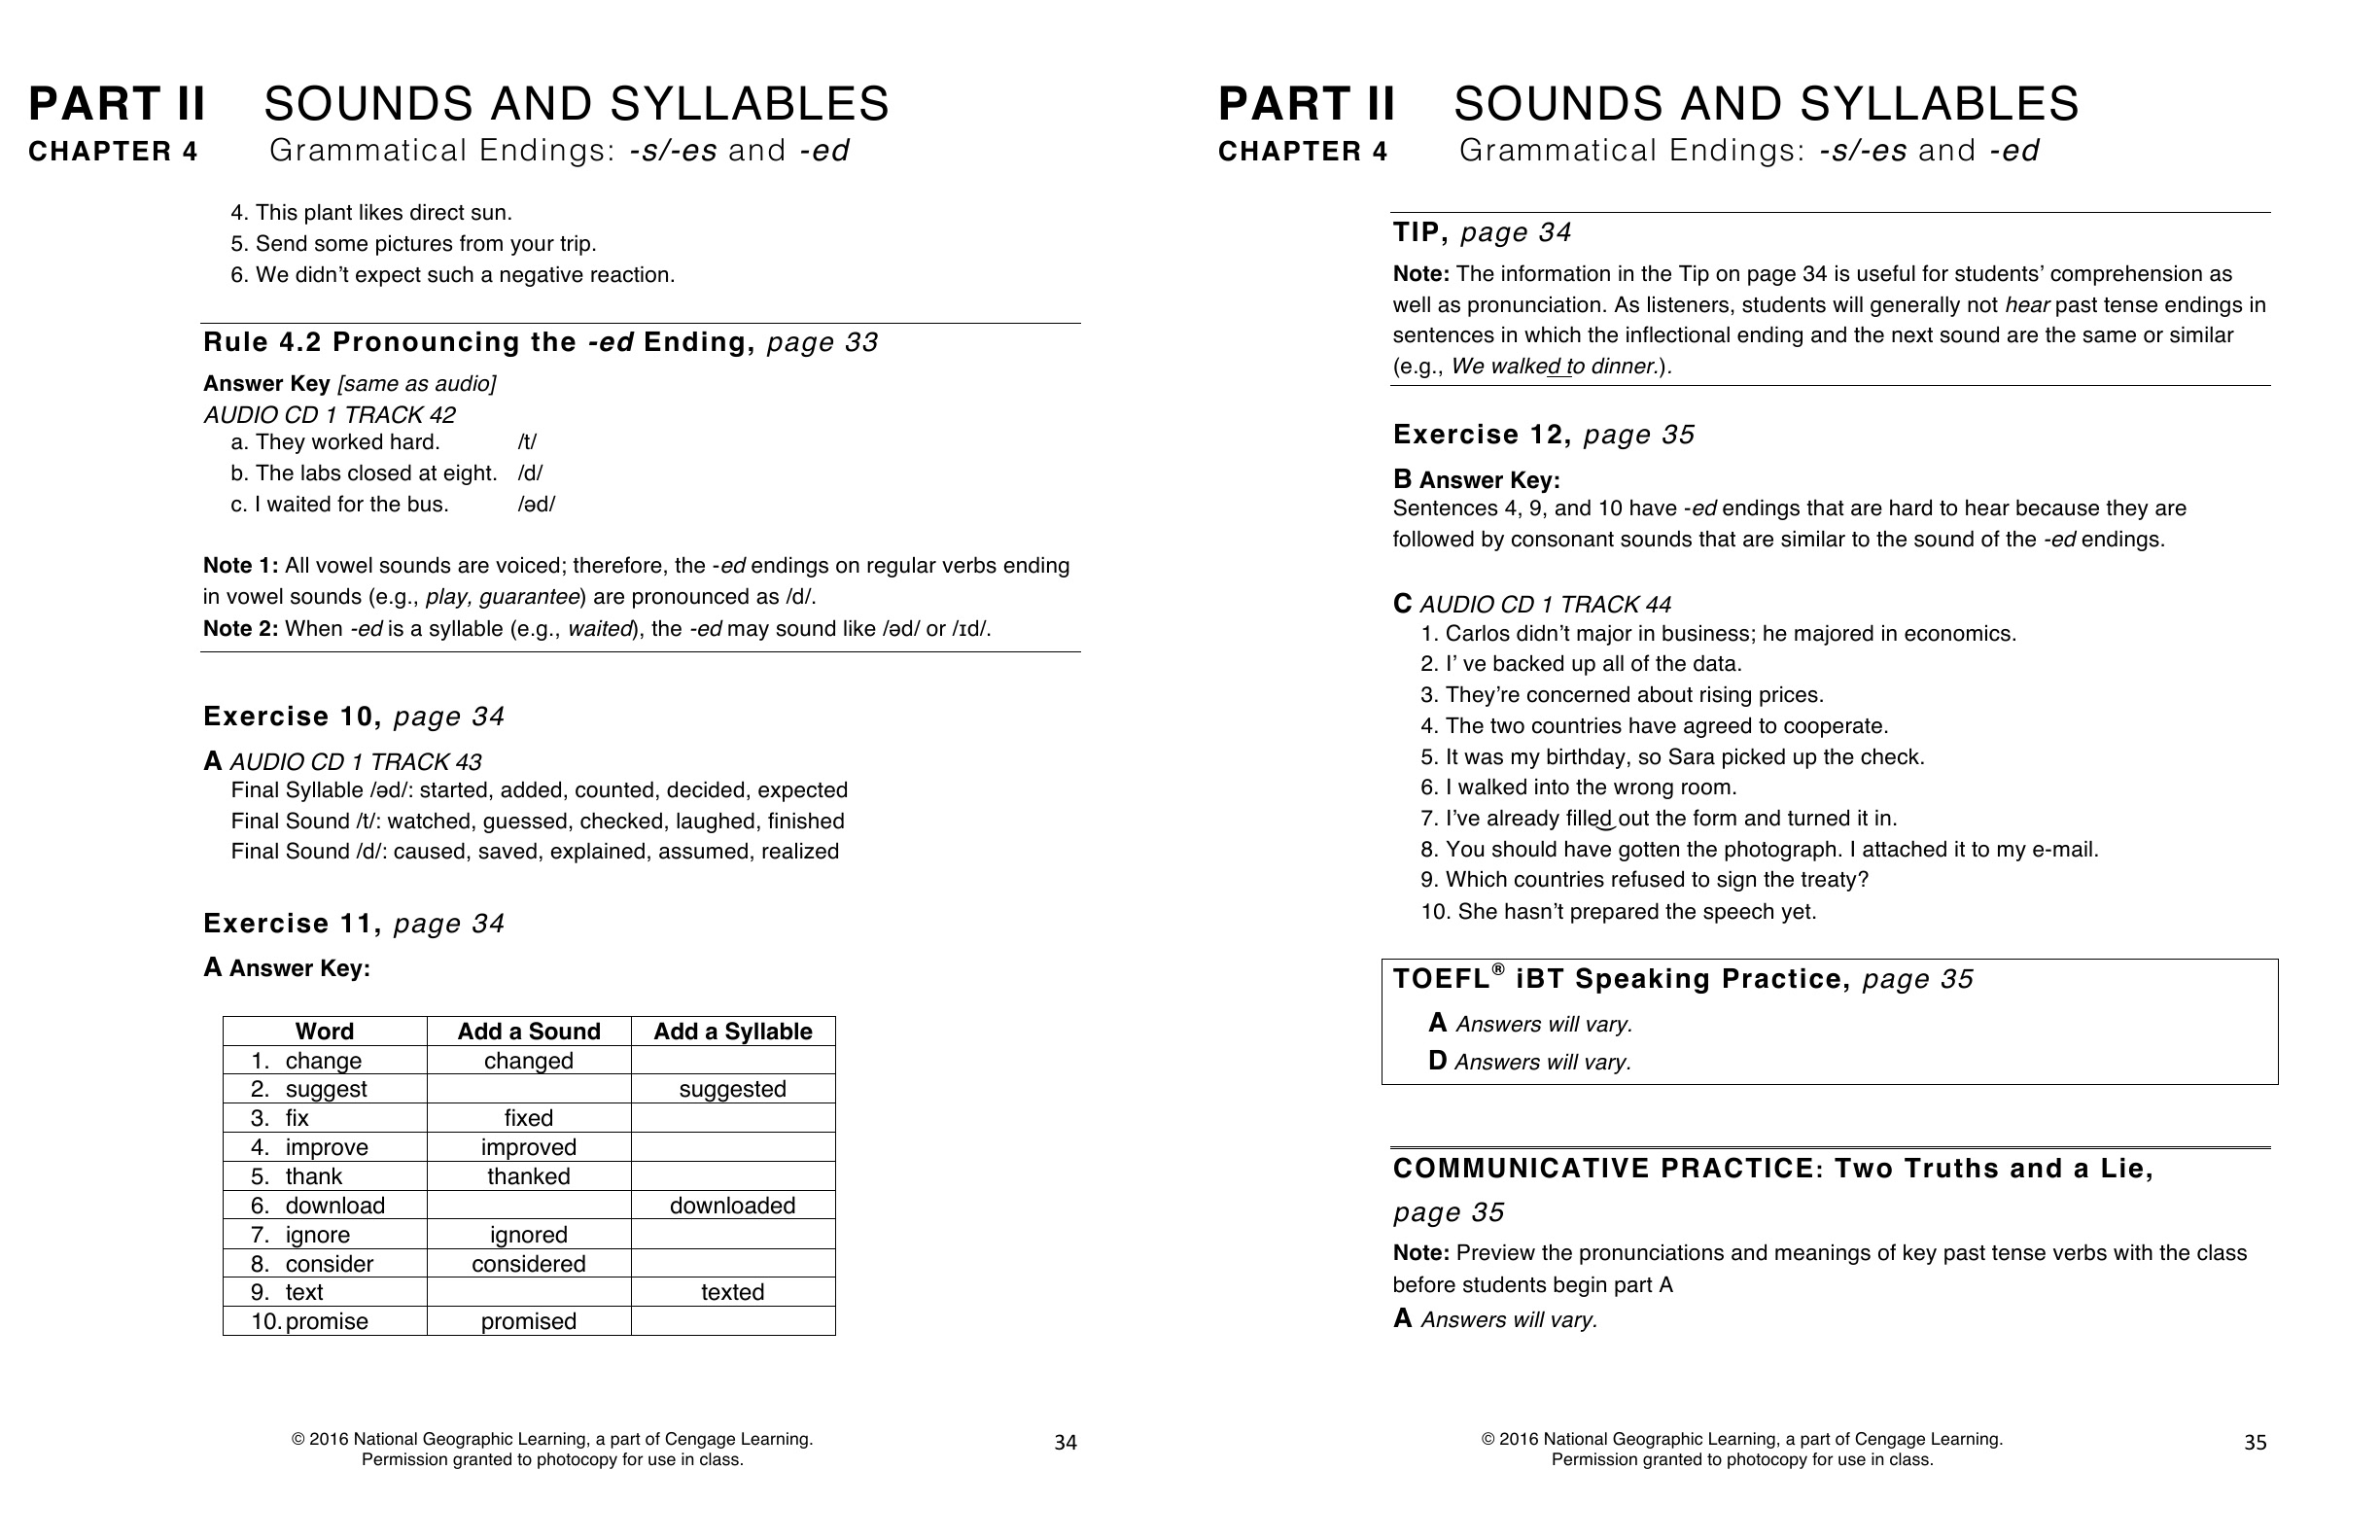 PART II SOUNDS AND SYLLABLES
CHAPTER 4 Grammatical Endings: -s/-es and -ed
4. This plant likes direct sun.
5. Send some pictures from your trip.
6. We didn’t expect such a negative reaction.
Rule 4.2 Pronouncing the -ed Ending, page 33
Answer Key [same as audio]
AUDIO CD 1 TRACK 42
a. They worked hard. /t/
b. The labs closed at eight. /d/
c. I waited for the bus. /əd/
Note 1: All vowel sounds are voiced; therefore, the -ed endings on regular verbs ending
in vowel sounds (e.g., play, guarantee) are pronounced as /d/.
Note 2: When -ed is a syllable (e.g., waited), the -ed may sound like /əd/ or /ɪd/.
Exercise 10, page 34
A AUDIO CD 1 TRACK 43
Final Syllable /əd/: started, added, counted, decided, expected
Final Sound /t/: watched, guessed, checked, laughed, finished
Final Sound /d/: caused, saved, explained, assumed, realized
Exercise 11, page 34
A Answer Key:
Word Add a Sound Add a Syllable
1. change changed
2. suggest suggested
3. fix fixed
4. improve improved
5. thank thanked
6. download downloaded
7. ignore ignored
8. consider considered
9. text texted
10. promise promised
© 2016 National Geographic Learning, a part of Cengage Learning.
Permission granted to photocopy for use in class.
34
PART II SOUNDS AND SYLLABLES
CHAPTER 4 Grammatical Endings: -s/-es and -ed
TIP, page 34
Note: The information in the Tip on page 34 is useful for students’ comprehension as
well as pronunciation. As listeners, students will generally not hear past tense endings in
sentences in which the inflectional ending and the next sound are the same or similar
(e.g., We walked to dinner.).
Exercise 12, page 35
B Answer Key:
Sentences 4, 9, and 10 have -ed endings that are hard to hear because they are
followed by consonant sounds that are similar to the sound of the -ed endings.
C AUDIO CD 1 TRACK 44
1. Carlos didn’t major in business; he majored in economics.
2. I’ ve backed up all of the data.
3. They’re concerned about rising prices.
4. The two countries have agreed to cooperate.
5. It was my birthday, so Sara picked up the check.
6. I walked into the wrong room.
7. I’ve already filled out the form and turned it in.
8. You should have gotten the photograph. I attached it to my e-mail.
9. Which countries refused to sign the treaty?
10. She hasn’t prepared the speech yet.
TOEFL® iBT Speaking Practice, page 35
A Answers will vary.
D Answers will vary.
COMMUNICATIVE PRACTICE: Two Truths and a Lie,
page 35
Note: Preview the pronunciations and meanings of key past tense verbs with the class
before students begin part A
A Answers will vary.
© 2016 National Geographic Learning, a part of Cengage Learning.
Permission granted to photocopy for use in class.
35